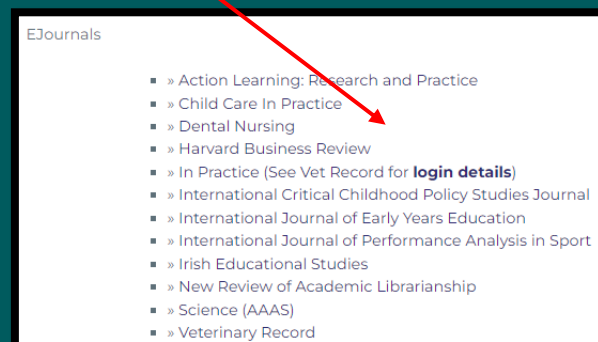 EJournals
» Action Learning: Research and Practice
» Child Care In Practice
» Dental Nursing
» Harvard Business Review
» In Practice (See Vet Record for login details)
» International Critical Childhood Policy Studies Journal
» International Journal of Early Years Education
» International Journal of Performance Analysis in Sport
» Irish Educational Studies
» New Review of Academic Librarianship
» Science (AAAS)
» Veterinary Record